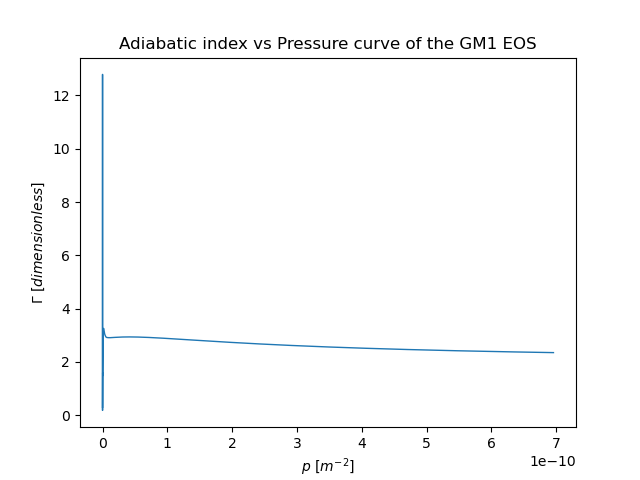 Adiabatic index vs Pressure curve of the GM1 EOS
12
10
8
6
4
2
0
Γ [dimensionless]
0 1 2 3 4 5 6 7
1e−10
p [m⁻²]